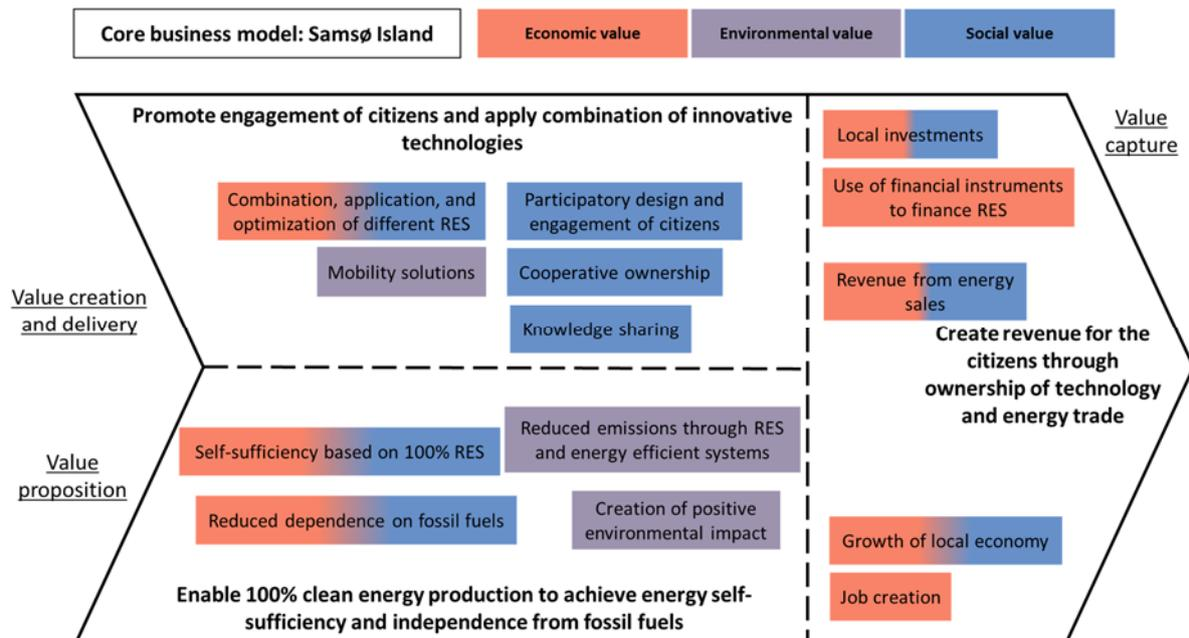 Core business model: Samsø Island
Economic value
Environmental value
Social value
Promote engagement of citizens and apply combination of innovative
technologies
Combination, application, and
optimization of different RES
Participatory design and
engagement of citizens
Mobility solutions
Cooperative ownership
Knowledge sharing
Value creation
and delivery
Value
proposition
Self-sufficiency based on 100% RES
Reduced emissions through RES
and energy efficient systems
Reduced dependence on fossil fuels
Creation of positive
environmental impact
Enable 100% clean energy production to achieve energy self-
sufficiency and independence from fossil fuels
Value
capture
Local investments
Use of financial instruments
to finance RES
Revenue from energy
sales
Create revenue for the
citizens through
ownership of technology
and energy trade
Growth of local economy
Job creation